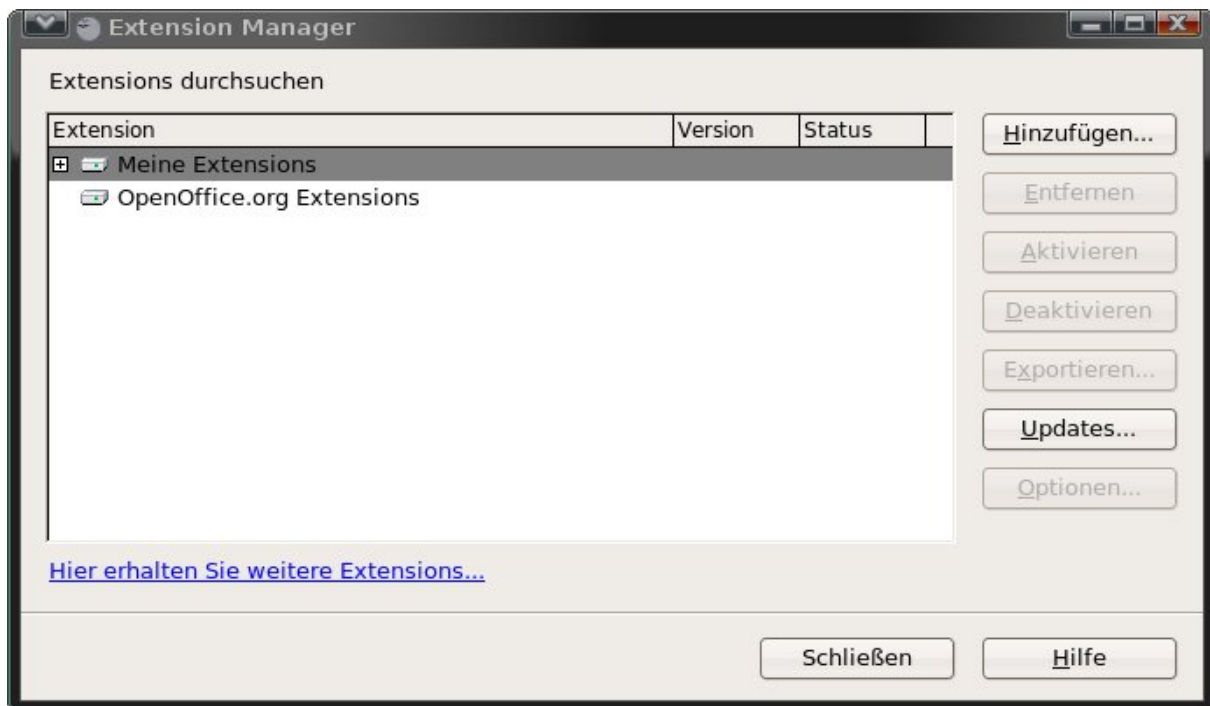 Extension Manager
Extensions durchsuchen
Extension Version Status
Meine Extensions
OpenOffice.org Extensions
Hinzufügen...
Entfernen
Aktivieren
Deaktivieren
Exportieren...
Updates...
Optionen...
Hier erhalten Sie weitere Extensions...
Schließen Hilfe